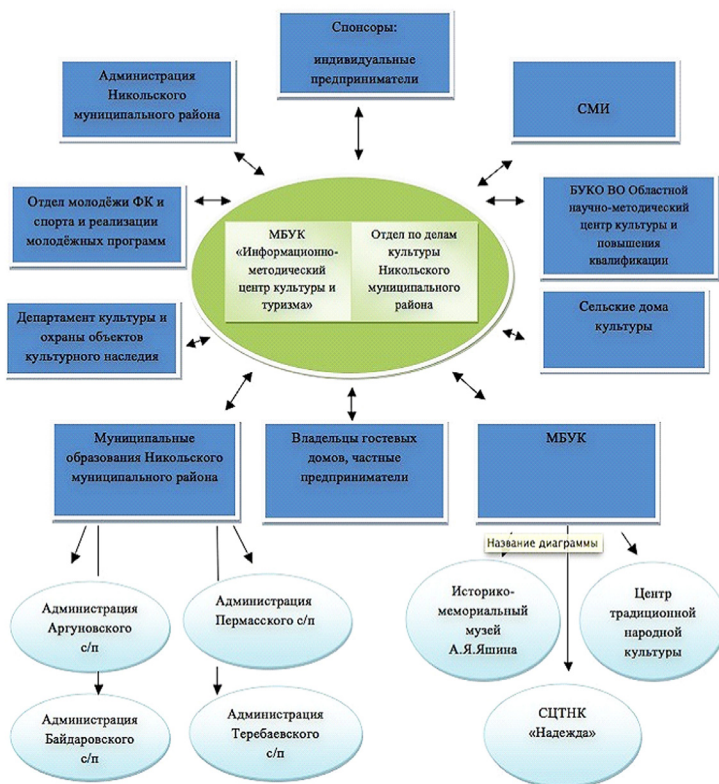 Спонсоры:
индивидуальные
предприниматели
Администрация
Никольского
муниципального района
СМИ
Отдел молодёжи ФК и
спорта и реализации
молодёжных программ
МБУК
«Информационно-
методический
центр культуры и
туризма»
Отдел по делам
культуры
Никольского
муниципального
района
БУКО ВО Областной
научно-методический
центр культуры и
повышения
квалификации
Департамент культуры и
охраны объектов
культурного наследия
Сельские дома
культуры
Муниципальные
образования Никольского
муниципального района
Владельцы гостевых
домов, частные
предприниматели
МБУК
Название диаграммы
Администрация
Аргуновского
с/п
Администрация
Пермасского с/п
Историко-
мемориальный
музей
А.Я.Яшина
Центр
традиционной
народной
культуры
Администрация
Байдаровского
с/п
Администрация
Теребаевского
с/п
СЦТНК
«Надежда»